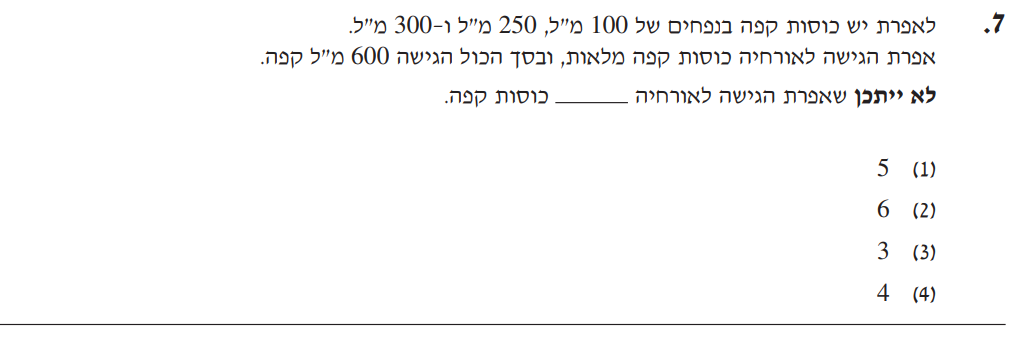 7. לאפרת יש כוסות קפה בנפחים של 100 מ"ל, 250 מ"ל ו-300 מ"ל.
אפרת הגישה לאורחיה כוסות קפה מלאות, ובסך הכול הגישה 600 מ"ל קפה.
לא ייתכן שאפרת הגישה לאורחיה ______ כוסות קפה.
(1) 5
(2) 6
(3) 3
(4) 4